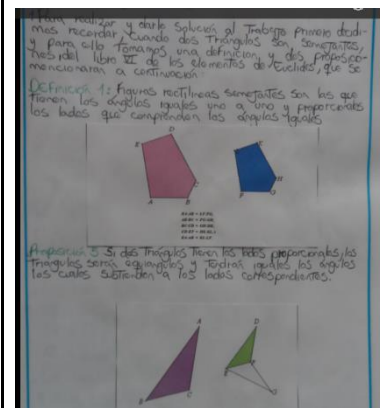 Para realizar y darle solución al Trabajo primero decidi-
mos recordar, cuando dos Triángulos son semejantes,
y para ello tomamos una definición y dos proposicio-
nes del libro VI de los elementos de Euclides, que se
mencionaran a continuación:
Definición 1: Figuras rectilíneas semejantes son las que
Tienen los ángulos iguales uno a uno y proporcionales
los lados que comprenden los ángulos iguales
E
D
C
A
B
E
H
F
G
Proposición 5 Si dos Triángulos Tienen los lados proporcionales, los
Triángulos serán equiangulos y Tendrán iguales los ángulos
los cuales subtienden a los lados correspondientes.
A
B
C
D
E
F
G